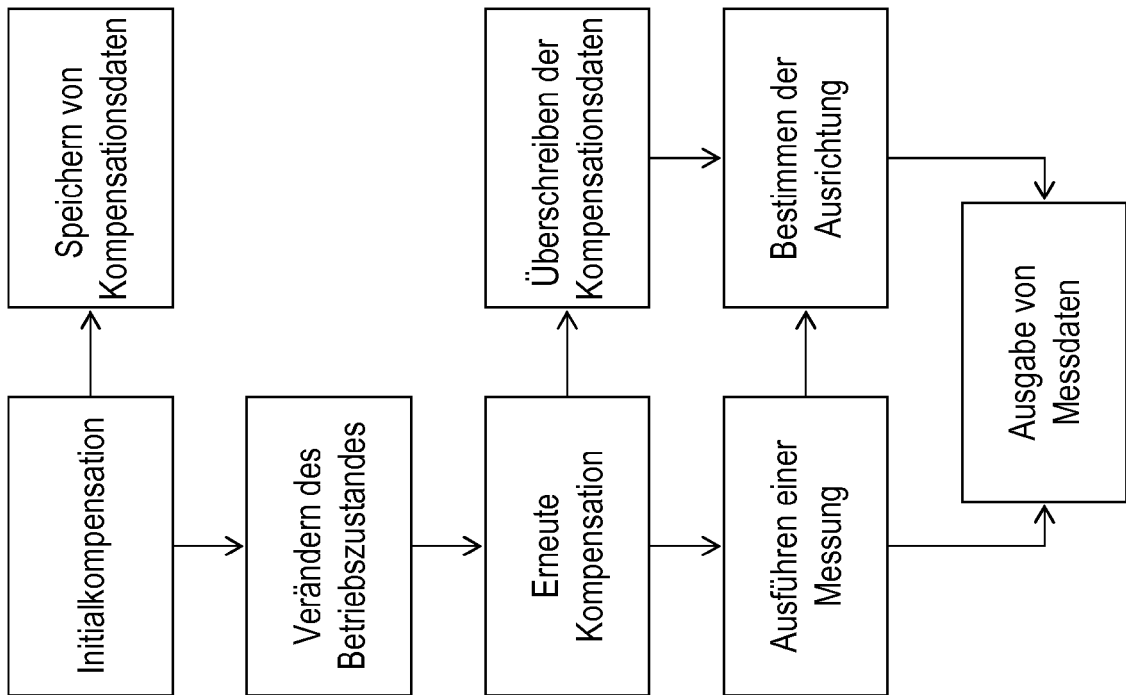 Initialkompensation
Speichern von
Kompensationsdaten
Verändern des
Betriebszustandes
Erneute
Kompensation
Überschreiben der
Kompensationsdaten
Ausführen einer
Messung
Bestimmen der
Ausrichtung
Ausgabe von
Messdaten